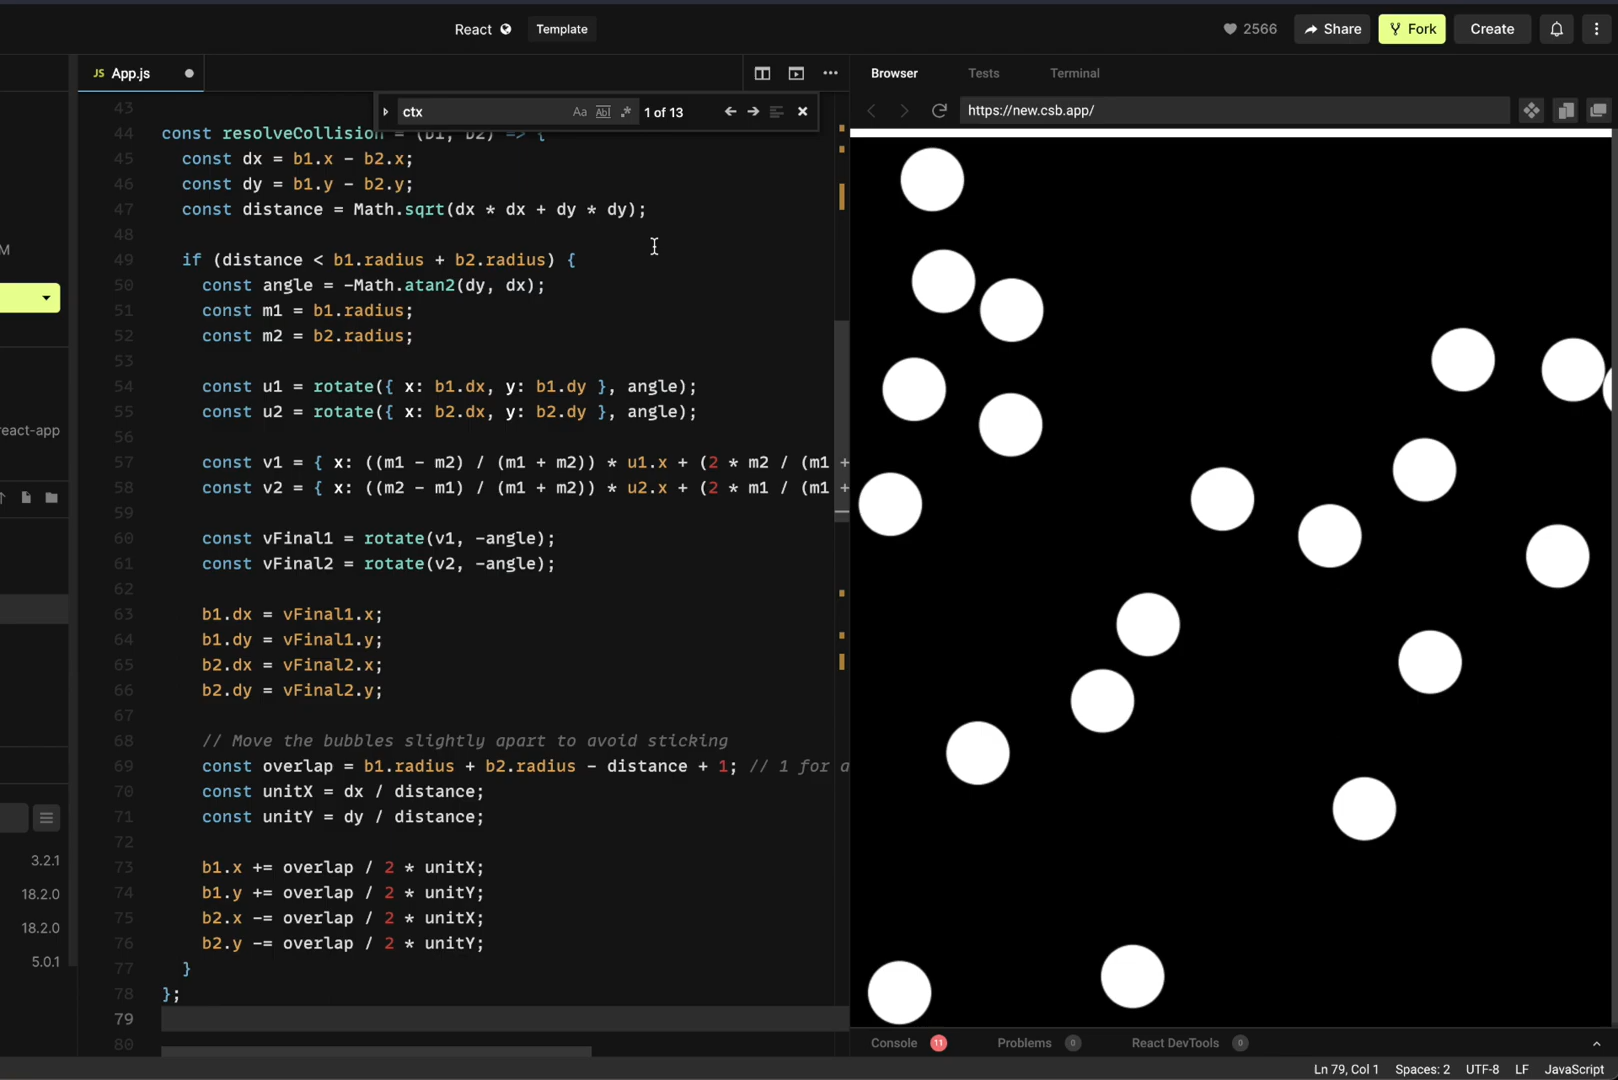 React
Template
2566
Share
Fork
Create
JS App.js
Browser
Tests
Terminal
ctx
Aa
Abl
1 of 13
https://new.csb.app/
M
react-app
3.2.1
18.2.0
18.2.0
5.0.1
43
44 const resolveCollision = (b1, b2) => {
45 const dx = b1.x - b2.x;
46 const dy = b1.y - b2.y;
47 const distance = Math.sqrt(dx * dx + dy * dy);
48
49 if (distance < b1.radius + b2.radius) {
50 const angle = -Math.atan2(dy, dx);
51 const m1 = b1.radius;
52 const m2 = b2.radius;
53
54 const u1 = rotate({ x: b1.dx, y: b1.dy }, angle);
55 const u2 = rotate({ x: b2.dx, y: b2.dy }, angle);
56
57 const v1 = { x: ((m1 - m2) / (m1 + m2)) * u1.x + (2 * m2 / (m1 +
58 const v2 = { x: ((m2 - m1) / (m1 + m2)) * u2.x + (2 * m1 / (m1 +
59
60 const vFinal1 = rotate(v1, -angle);
61 const vFinal2 = rotate(v2, -angle);
62
63 b1.dx = vFinal1.x;
64 b1.dy = vFinal1.y;
65 b2.dx = vFinal2.x;
66 b2.dy = vFinal2.y;
67
68 // Move the bubbles slightly apart to avoid sticking
69 const overlap = b1.radius + b2.radius - distance + 1; // 1 for a
70 const unitX = dx / distance;
71 const unitY = dy / distance;
72
73 b1.x += overlap / 2 * unitX;
74 b1.y += overlap / 2 * unitY;
75 b2.x -= overlap / 2 * unitX;
76 b2.y -= overlap / 2 * unitY;
77 }
78 };
79
80
Console 11
Problems 0
React DevTools 0
Ln 79, Col 1
Spaces: 2
UTF-8
LF
JavaScript